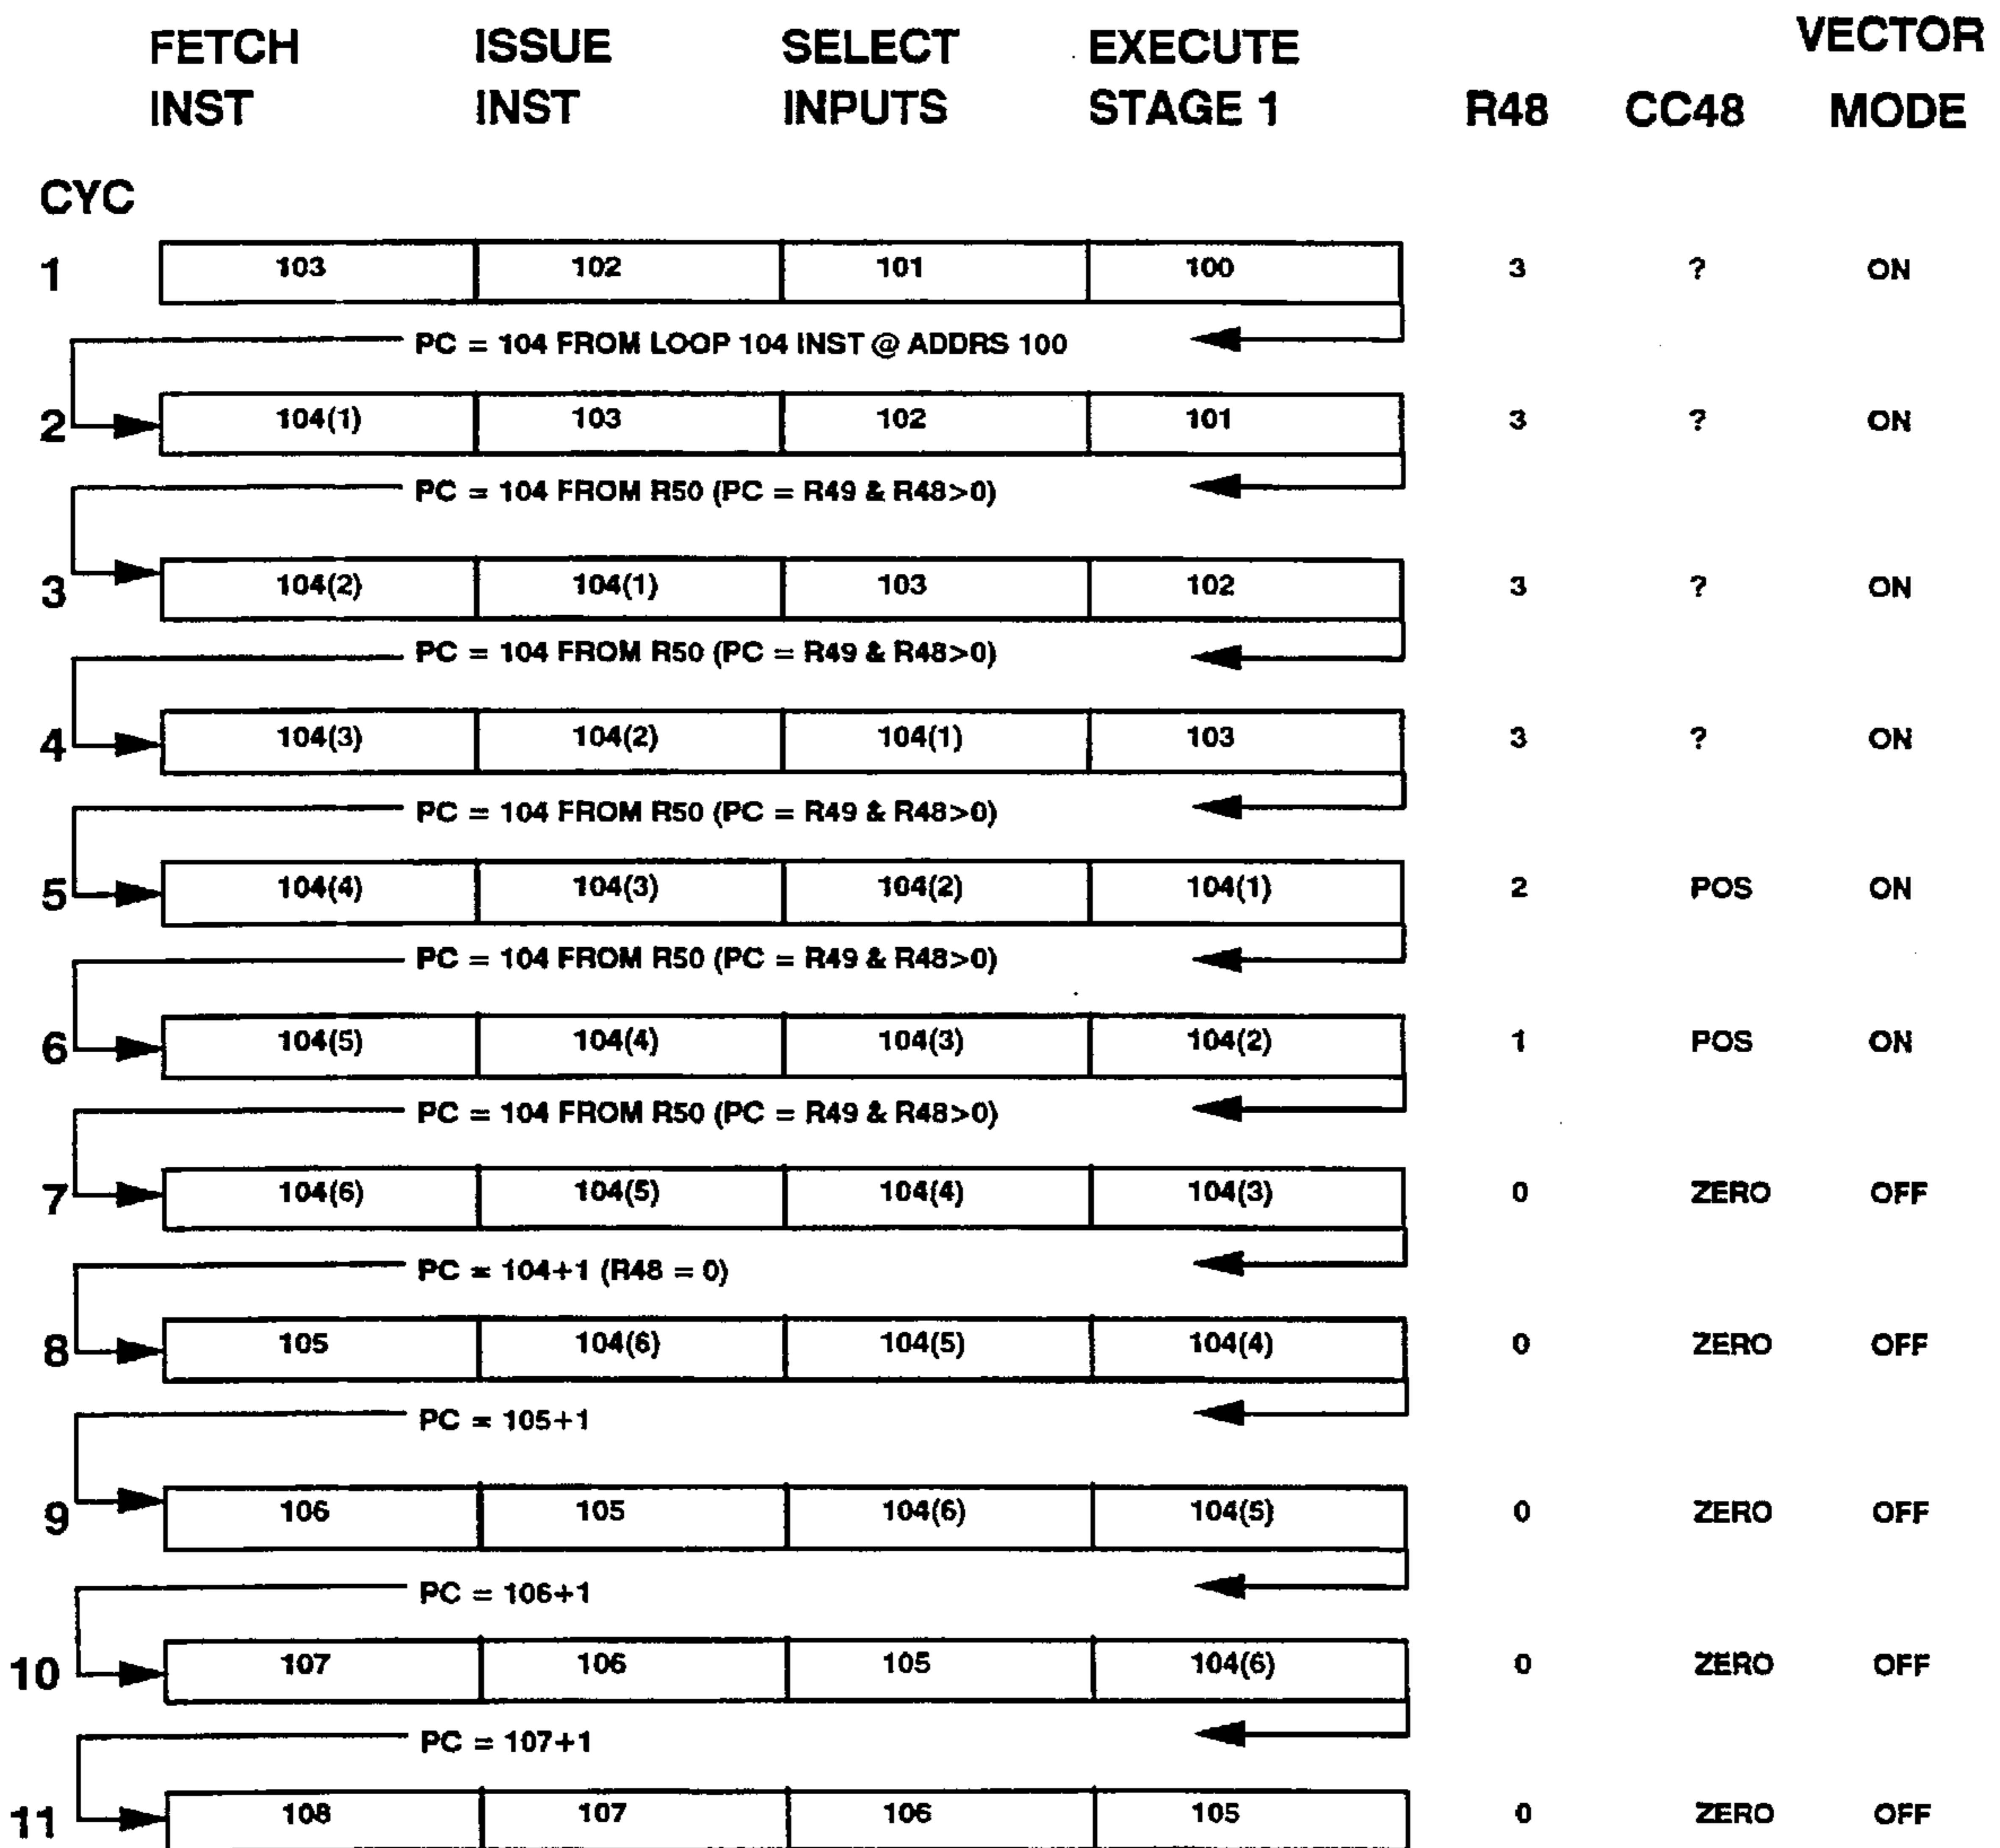 FETCH INST ISSUE INST SELECT INPUTS EXECUTE STAGE 1 R48 CC48 VECTOR MODE
CYC
1 103 102 101 100 3 ? ON
PC = 104 FROM LOOP 104 INST @ ADDRS 100
2 104(1) 103 102 101 3 ? ON
PC = 104 FROM R50 (PC = R49 & R48>0)
3 104(2) 104(1) 103 102 3 ? ON
PC = 104 FROM R50 (PC = R49 & R48>0)
4 104(3) 104(2) 104(1) 103 3 ? ON
PC = 104 FROM R50 (PC = R49 & R48>0)
5 104(4) 104(3) 104(2) 104(1) 2 POS ON
PC = 104 FROM R50 (PC = R49 & R48>0)
6 104(5) 104(4) 104(3) 104(2) 1 POS ON
PC = 104 FROM R50 (PC = R49 & R48>0)
7 104(6) 104(5) 104(4) 104(3) 0 ZERO OFF
PC = 104+1 (R48 = 0)
8 105 104(6) 104(5) 104(4) 0 ZERO OFF
PC = 105+1
9 106 105 104(6) 104(5) 0 ZERO OFF
PC = 106+1
10 107 106 105 104(6) 0 ZERO OFF
PC = 107+1
11 108 107 106 105 0 ZERO OFF